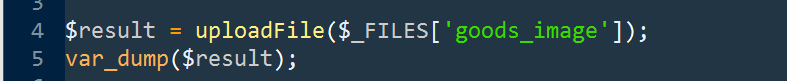 3
4 $result = uploadFile($_FILES['goods_image']);
5 var_dump($result);